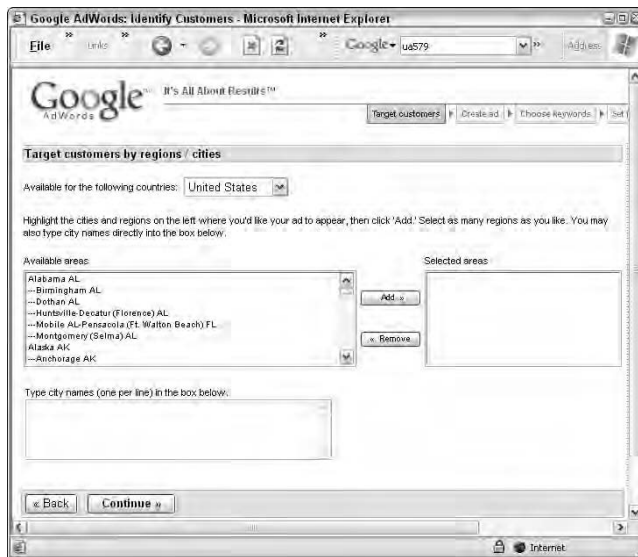 Google AdWords: Identify Customers - Microsoft Internet Explorer
File » Links » » Google ua579 » Address
Google AdWords It's All About Results™
Target customers Create ad Choose keywords Set
Target customers by regions / cities
Available for the following countries: United States
Highlight the cities and regions on the left where you'd like your ad to appear, then click 'Add.' Select as many regions as you like. You may
also type city names directly into the box below.
Available areas Selected areas
Alabama AL
---Birmingham AL
---Dothan AL
---Huntsville-Decatur (Florence) AL
---Mobile AL-Pensacola (Ft. Walton Beach) FL
---Montgomery (Selma) AL
Alaska AK
---Anchorage AK
Add »
« Remove
Type city names (one per line) in the box below:
« Back Continue »
Internet